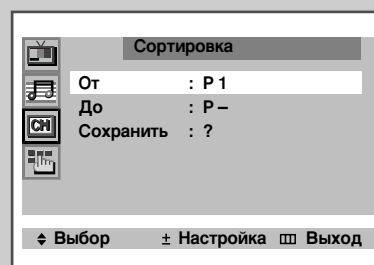 Сортировка
От : P 1
До : P –
CH
Сохранить : ?
Выбор ± Настройка Выход